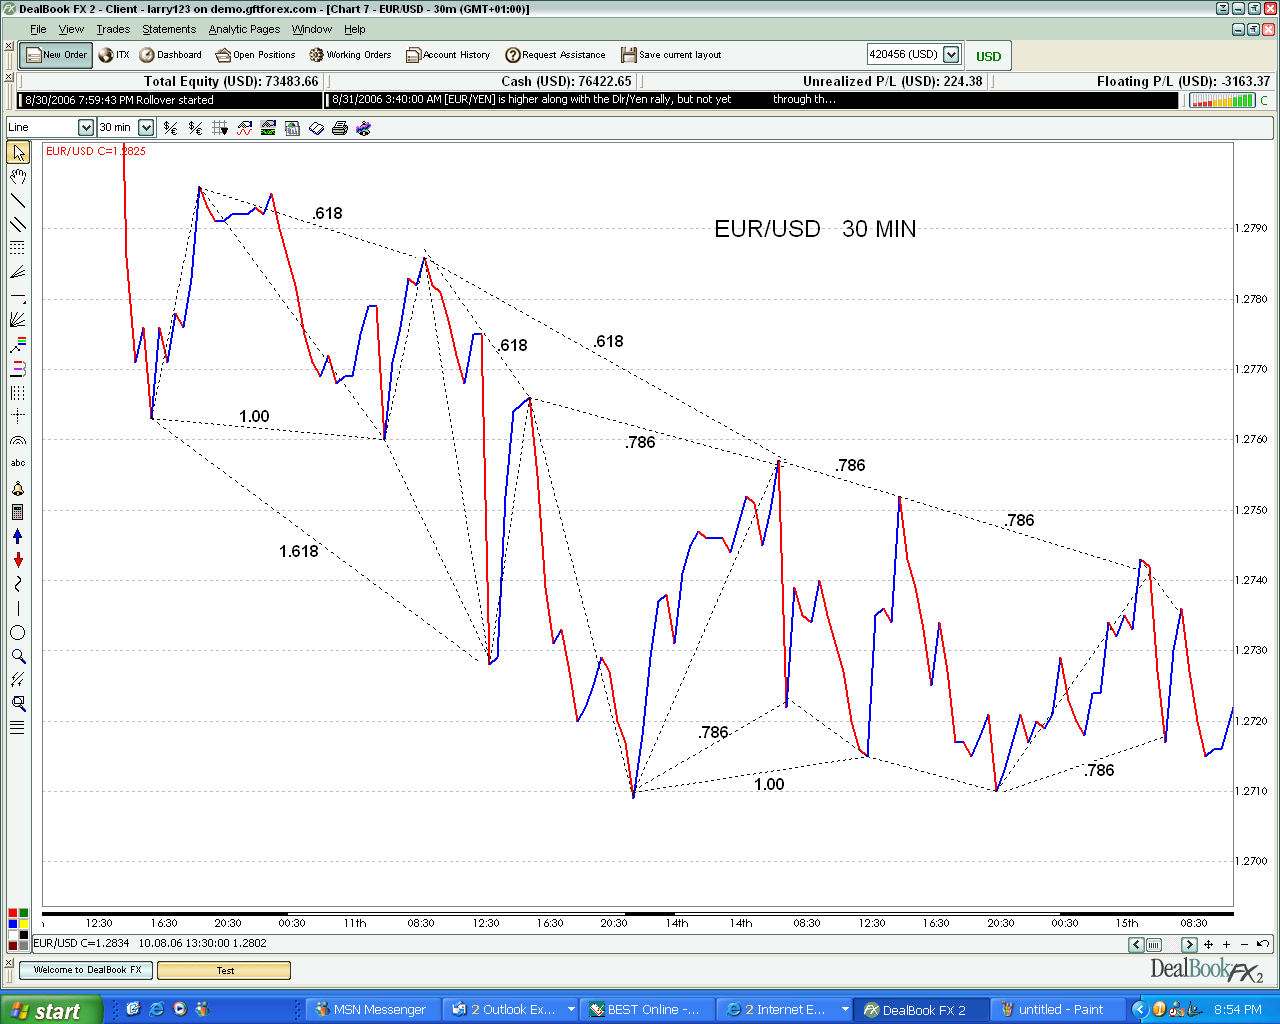 DealBook FX 2 - Client - larry123 on demo.gftforex.com - [Chart 7 - EUR/USD - 30m (GMT+01:00)]
File View Trades Statements Analytic Pages Window Help
New Order ITX Dashboard Open Positions Working Orders Account History Request Assistance Save current layout 420456 (USD) USD
Total Equity (USD): 73483.66 Cash (USD): 76422.65 Unrealized P/L (USD): 224.38 Floating P/L (USD): -3163.37
8/30/2006 7:59:43 PM Rollover started 8/31/2006 3:40:00 AM [EUR/YEN] is higher along with the Dlr/Yen rally, but not yet through th... C
Line 30 min
EUR/USD C=1.2825
EUR/USD 30 MIN
.618
.618
.618
1.00
.786
.786
.786
1.618
.786
1.00
.786
abc
1.2790
1.2780
1.2770
1.2760
1.2750
1.2740
1.2730
1.2720
1.2710
1.2700
12:30 16:30 20:30 00:30 11th 08:30 12:30 16:30 20:30 14th 14th 08:30 12:30 16:30 20:30 00:30 15th 08:30
EUR/USD C=1.2834 10.08.06 13:30:00 1.2802
Welcome to DealBook FX Test
DealBook FX 2
start MSN Messenger 2 Outlook Ex... BEST Online -... 2 Internet E... DealBook FX 2 untitled - Paint 8:54 PM